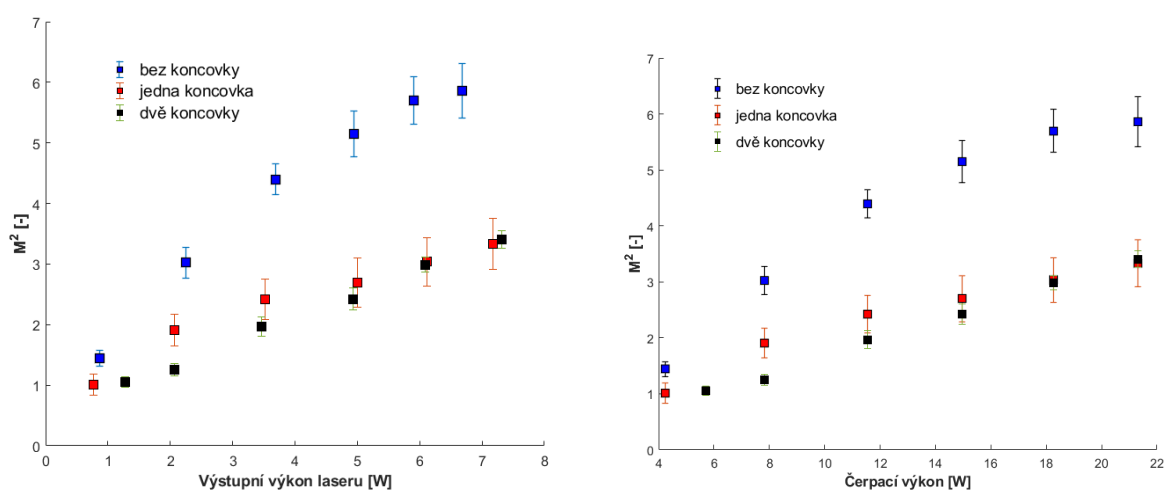 7
6
5
4
3
2
1
0
M² [-]
bez koncovky
jedna koncovka
dvě koncovky
0 1 2 3 4 5 6 7 8
Výstupní výkon laseru [W]
7
6
5
4
3
2
1
0
M² [-]
bez koncovky
jedna koncovka
dvě koncovky
4 6 8 10 12 14 16 18 20 22
Čerpací výkon [W]